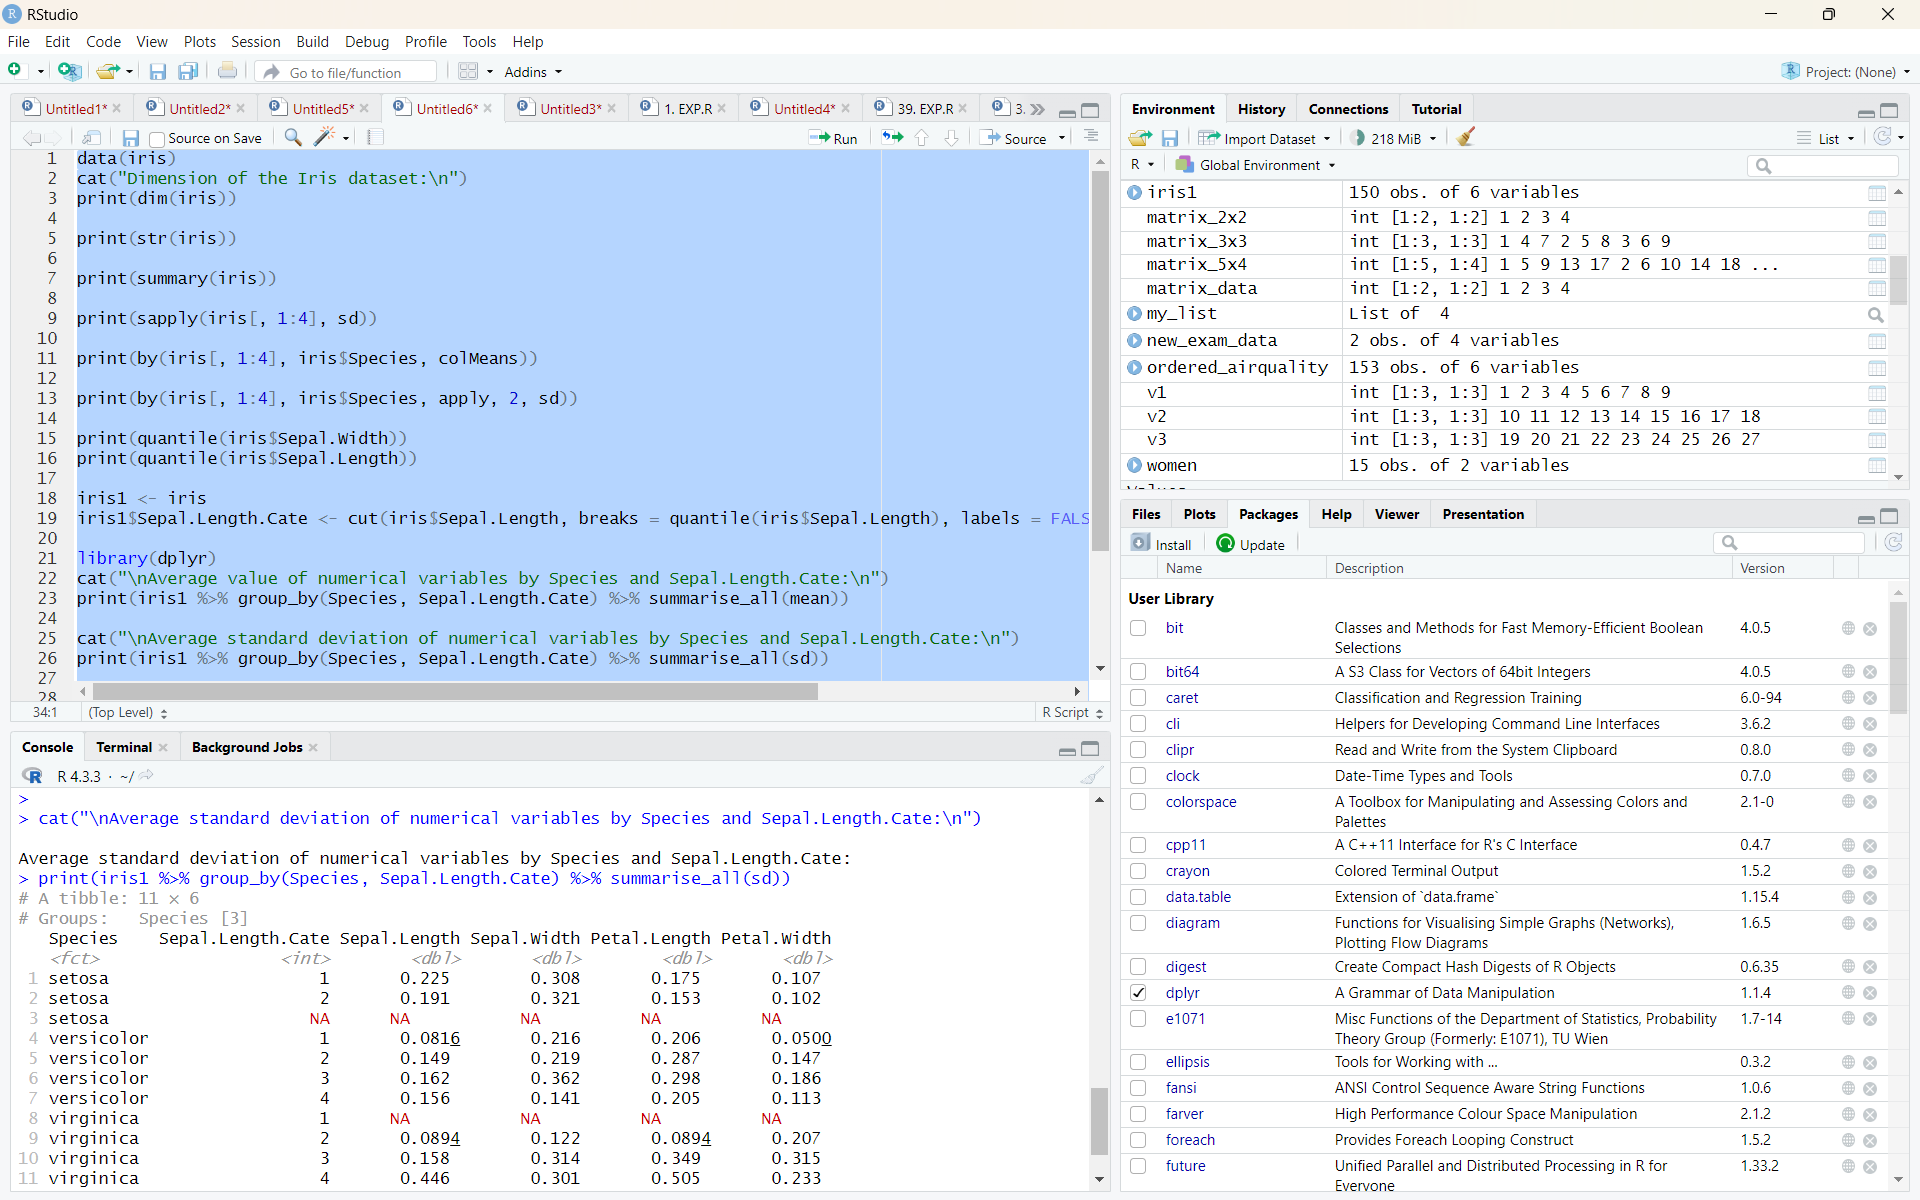 RStudio
File Edit Code View Plots Session Build Debug Profile Tools Help
Go to file/function Addins Project: (None)
Untitled1* Untitled2* Untitled5* Untitled6* Untitled3* 1. EXP.R Untitled4* 39. EXP.R 3.
Source on Save Run Source
1 data(iris)
2 cat("Dimension of the Iris dataset:\n")
3 print(dim(iris))
4
5 print(str(iris))
6
7 print(summary(iris))
8
9 print(sapply(iris[, 1:4], sd))
10
11 print(by(iris[, 1:4], iris$Species, colMeans))
12
13 print(by(iris[, 1:4], iris$Species, apply, 2, sd))
14
15 print(quantile(iris$Sepal.Width))
16 print(quantile(iris$Sepal.Length))
17
18 iris1 <- iris
19 iris1$Sepal.Length.Cate <- cut(iris$Sepal.Length, breaks = quantile(iris$Sepal.Length), labels = FALS
20
21 library(dplyr)
22 cat("\nAverage value of numerical variables by Species and Sepal.Length.Cate:\n")
23 print(iris1 %>% group_by(Species, Sepal.Length.Cate) %>% summarise_all(mean))
24
25 cat("\nAverage standard deviation of numerical variables by Species and Sepal.Length.Cate:\n")
26 print(iris1 %>% group_by(Species, Sepal.Length.Cate) %>% summarise_all(sd))
27
28
34:1 (Top Level) R Script
Console Terminal Background Jobs
R 4.3.3 · ~/
>
> cat("\nAverage standard deviation of numerical variables by Species and Sepal.Length.Cate:\n")
Average standard deviation of numerical variables by Species and Sepal.Length.Cate:
> print(iris1 %>% group_by(Species, Sepal.Length.Cate) %>% summarise_all(sd))
# A tibble: 11 × 6
# Groups: Species [3]
Species Sepal.Length.Cate Sepal.Length Sepal.Width Petal.Length Petal.Width
<fct> <int> <dbl> <dbl> <dbl> <dbl>
1 setosa 1 0.225 0.308 0.175 0.107
2 setosa 2 0.191 0.321 0.153 0.102
3 setosa NA NA NA NA NA
4 versicolor 1 0.0816 0.216 0.206 0.0500
5 versicolor 2 0.149 0.219 0.287 0.147
6 versicolor 3 0.162 0.362 0.298 0.186
7 versicolor 4 0.156 0.141 0.205 0.113
8 virginica 1 NA NA NA NA
9 virginica 2 0.0894 0.122 0.0894 0.207
10 virginica 3 0.158 0.314 0.349 0.315
11 virginica 4 0.446 0.301 0.505 0.233
Environment History Connections Tutorial
Import Dataset 218 MiB List
R Global Environment
iris1 150 obs. of 6 variables
matrix_2x2 int [1:2, 1:2] 1 2 3 4
matrix_3x3 int [1:3, 1:3] 1 4 7 2 5 8 3 6 9
matrix_5x4 int [1:5, 1:4] 1 5 9 13 17 2 6 10 14 18 ...
matrix_data int [1:2, 1:2] 1 2 3 4
my_list List of 4
new_exam_data 2 obs. of 4 variables
ordered_airquality 153 obs. of 6 variables
v1 int [1:3, 1:3] 1 2 3 4 5 6 7 8 9
v2 int [1:3, 1:3] 10 11 12 13 14 15 16 17 18
v3 int [1:3, 1:3] 19 20 21 22 23 24 25 26 27
women 15 obs. of 2 variables
Files Plots Packages Help Viewer Presentation
Install Update
Name Description Version
User Library
bit Classes and Methods for Fast Memory-Efficient Boolean 4.0.5
Selections
bit64 A S3 Class for Vectors of 64bit Integers 4.0.5
caret Classification and Regression Training 6.0-94
cli Helpers for Developing Command Line Interfaces 3.6.2
clipr Read and Write from the System Clipboard 0.8.0
clock Date-Time Types and Tools 0.7.0
colorspace A Toolbox for Manipulating and Assessing Colors and 2.1-0
Palettes
cpp11 A C++11 Interface for R's C Interface 0.4.7
crayon Colored Terminal Output 1.5.2
data.table Extension of `data.frame` 1.15.4
diagram Functions for Visualising Simple Graphs (Networks), 1.6.5
Plotting Flow Diagrams
digest Create Compact Hash Digests of R Objects 0.6.35
dplyr A Grammar of Data Manipulation 1.1.4
e1071 Misc Functions of the Department of Statistics, Probability 1.7-14
Theory Group (Formerly: E1071), TU Wien
ellipsis Tools for Working with ... 0.3.2
fansi ANSI Control Sequence Aware String Functions 1.0.6
farver High Performance Colour Space Manipulation 2.1.2
foreach Provides Foreach Looping Construct 1.5.2
future Unified Parallel and Distributed Processing in R for 1.33.2
Everyone